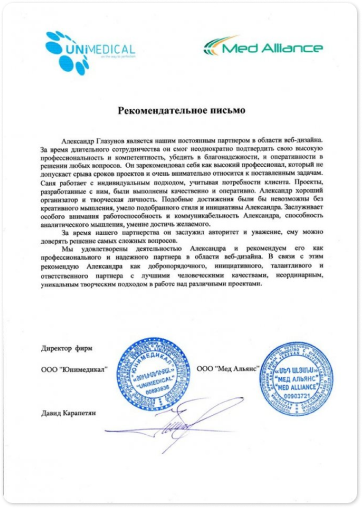 UNIMEDICAL
Med Alliance
Рекомендательное письмо
Александр Глазунов является нашим постоянным партнером в области веб-дизайна.
За время длительного сотрудничества он смог неоднократно подтвердить свою высокую
профессиональность и компетентность, убедить в благонадежности, и оперативности в
решении любых вопросов. Он зарекомендовал себя как высокий профессионал, который не
допускает срыва сроков проектов и очень внимательно относится к поставленным задачам.
Саня работает с индивидуальным подходом, учитывая потребности клиента. Проекты,
разработанные с ним, были выполнены качественно и оперативно. Александр хороший
организатор и творческая личность. Подобные достижения были бы невозможны без
креативного мышления, умело подобранного стиля и инициативы Александра. Заслуживает
особого внимания работоспособность и коммуникабельность Александра, способность
аналитического мышления, умение достичь желаемого.
За время нашего партнерства он заслужил авторитет и уважение, ему можно
доверять решение самых сложных вопросов.
Мы удовлетворены деятельностью Александра и рекомендуем его как
профессионального и надежного партнера в области веб-дизайна. В связи с этим
рекомендую Александра как добропорядочного, инициативного, талантливого и
ответственного партнера с лучшими человеческими качествами, неординарным,
уникальным творческим подходом в работе над различными проектами.
Директор фирм
ООО "Юнимедикал"
ООО "Мед Альянс"
"ЮНИМЕДИКАЛ"
"UNIMEDICAL"
"МЕД АЛЬЯНС"
"MED ALLIANCE"
00903721
Давид Карапетян